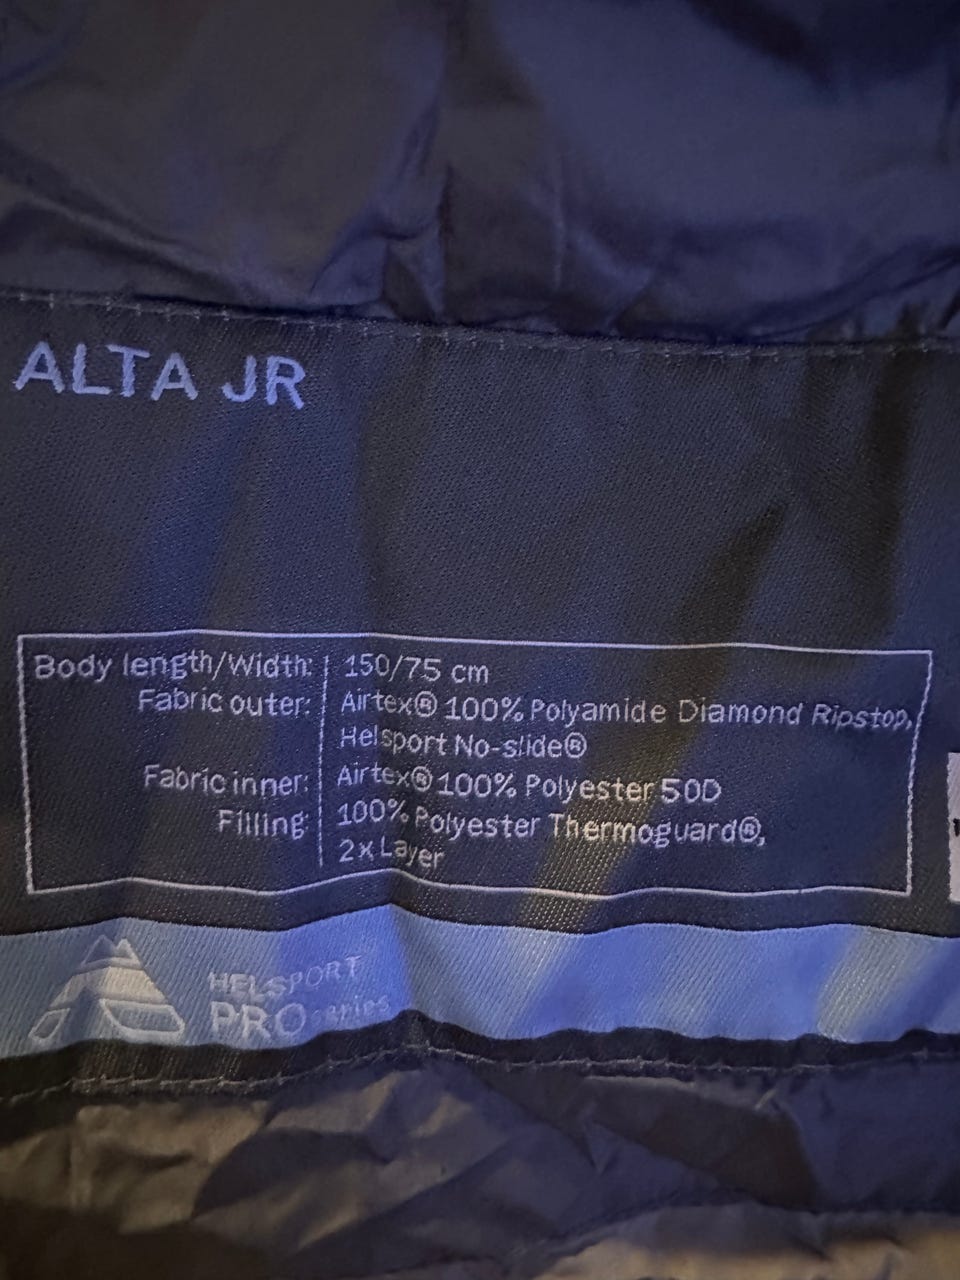 ALTA JR
Body length/Width: 150/75 cm
Fabric outer: Airtex® 100% Polyamide Diamond Ripstop,
Helsport No-slide®
Fabric inner: Airtex® 100% Polyester 50D
Filling: 100% Polyester Thermoguard®,
2x Layer
HELSPORT
PRO series